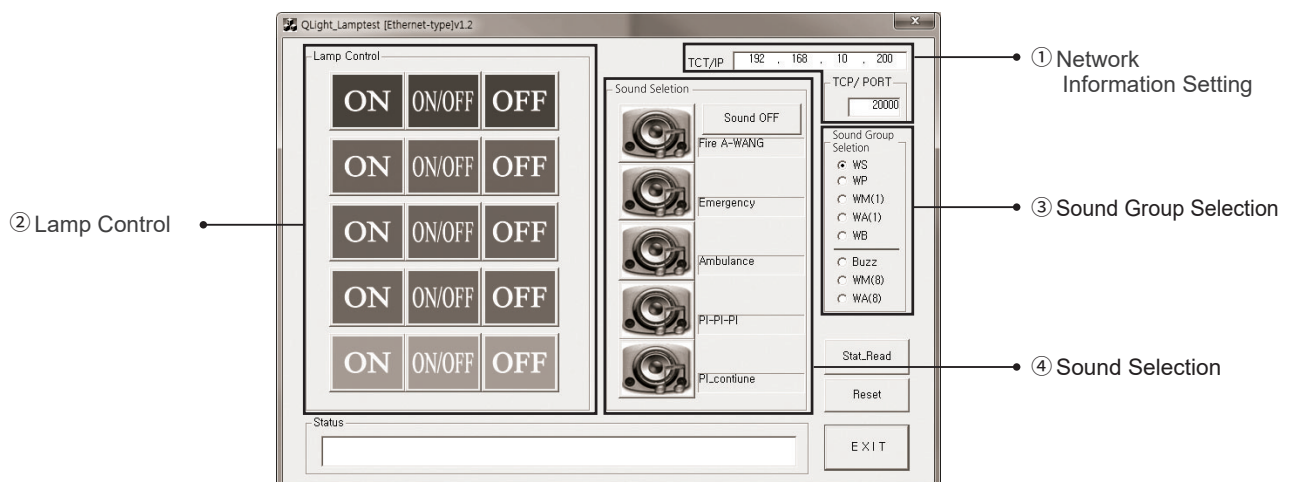 QLight_Lamptest [Ethernet-type]v1.2
x
Lamp Control
ON ON/OFF OFF
ON ON/OFF OFF
ON ON/OFF OFF
ON ON/OFF OFF
ON ON/OFF OFF
TCT/IP 192 . 168 . 10 . 200
TCP/ PORT
20000
Sound Seletion
Sound OFF
Fire A-WANG
Emergency
Ambulance
PI-PI-PI
PI_contiune
Sound Group
Seletion
WS
WP
WM(1)
WA(1)
WB
Buzz
WM(8)
WA(8)
Stat_Read
Reset
EXIT
Status
① Network
Information Setting
② Lamp Control
③ Sound Group Selection
④ Sound Selection